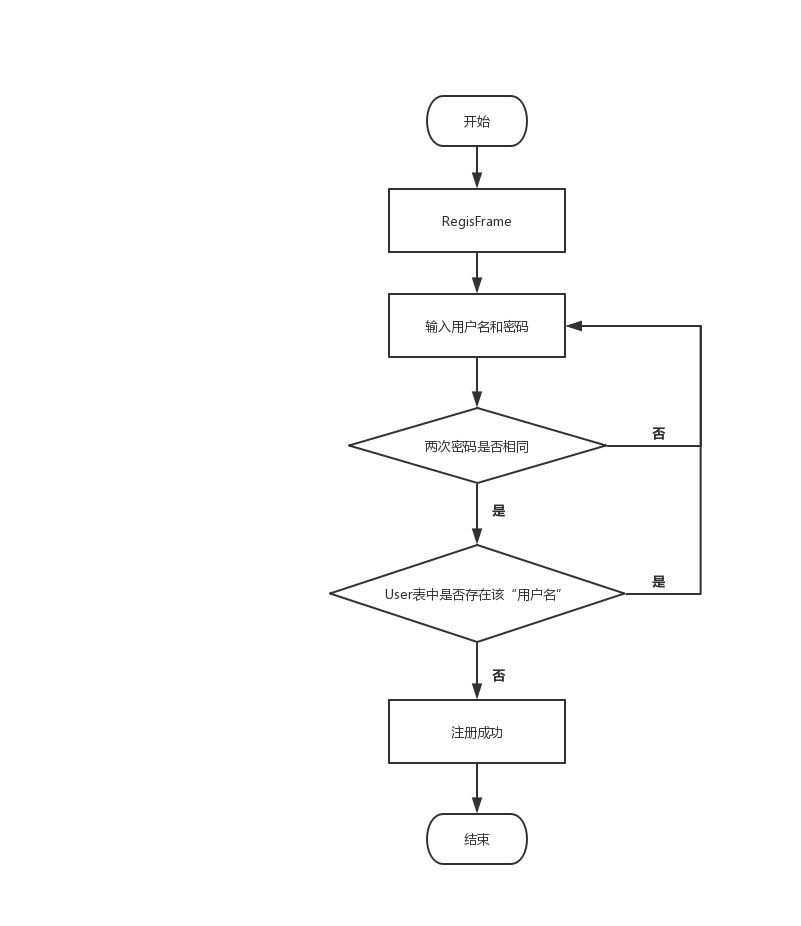 开始
RegisFrame
输入用户名和密码
两次密码是否相同
否
是
User表中是否存在该“用户名”
是
否
注册成功
结束